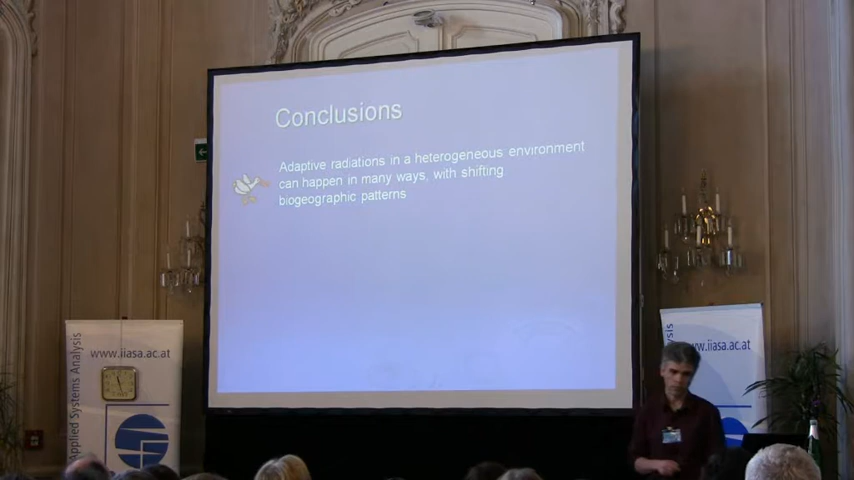 Conclusions
Adaptive radiations in a heterogeneous environment
can happen in many ways, with shifting
biogeographic patterns
www.iiasa.ac.at
Applied Systems Analysis
ww.iiasa.ac.at